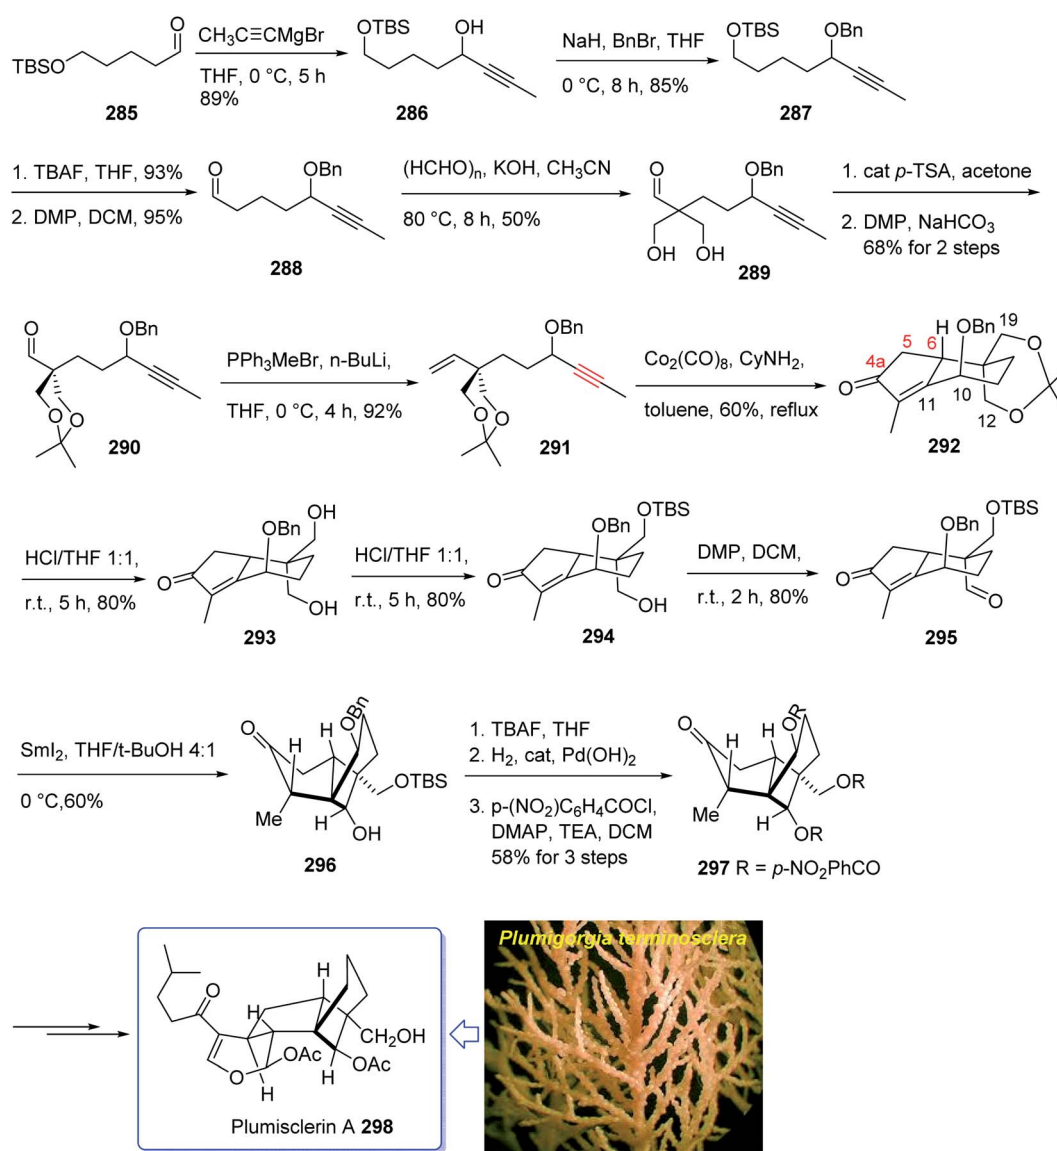 OTBS OH OTBS OBn
O CH₃C≡CMgBr NaH, BnBr, THF
TBSO THF, 0 °C, 5 h 0 °C, 8 h, 85%
285 89% 286 287
1. TBAF, THF, 93% O OBn (HCHO)n, KOH, CH₃CN O OBn 1. cat p-TSA, acetone
2. DMP, DCM, 95% 80 °C, 8 h, 50% 2. DMP, NaHCO₃
288 OH OH 289 68% for 2 steps
O OBn PPh₃MeBr, n-BuLi, OBn Co₂(CO)₈, CyNH₂, H OBn 19 O
5 6
4a
O
THF, 0 °C, 4 h, 92% toluene, 60%, reflux 10
O O O O 11 12 O
290 291 292
OH OTBS OTBS
HCl/THF 1:1, OBn HCl/THF 1:1, OBn DMP, DCM, OBn
O O O
r.t., 5 h, 80% r.t., 5 h, 80% r.t., 2 h, 80%
OH OH O
293 294 295
O OBn 1. TBAF, THF O OR
SmI₂, THF/t-BuOH 4:1 H H 2. H₂, cat, Pd(OH)₂ H H
0 °C,60% OTBS 3. p-(NO₂)C₆H₄COCl, OR
Me H OH DMAP, TEA, DCM Me H OR
296 58% for 3 steps 297 R = p-NO₂PhCO
Plumigorgia terminosclera
O H H
CH₂OH
OAc OAc
O H H
Plumisclerin A 298